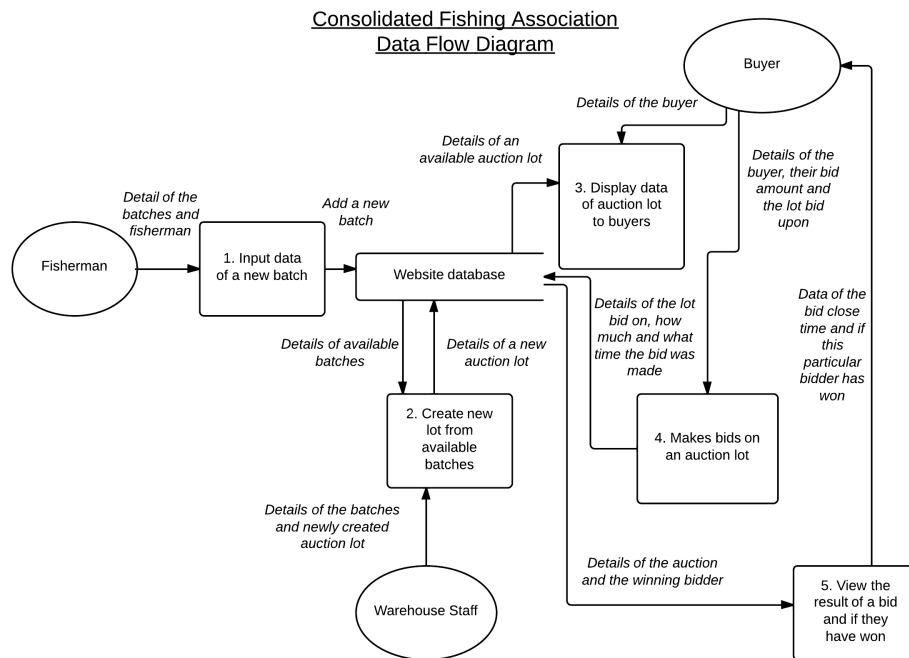 Consolidated Fishing Association
Data Flow Diagram
Buyer
Details of the buyer
Details of an
available auction lot
Details of the
buyer, their bid
amount and
the lot bid
upon
3. Display data
of auction lot
to buyers
Detail of the
batches and
fisherman
Add a new
batch
Fisherman
1. Input data
of a new batch
Website database
Details of the lot
bid on, how
much and what
time the bid was
made
Data of the
bid close
time and if
this
particular
bidder has
won
Details of available
batches
Details of a new
auction lot
2. Create new
lot from
available
batches
4. Makes bids on
an auction lot
Details of the batches
and newly created
auction lot
Details of the auction
and the winning bidder
Warehouse Staff
5. View the
result of a bid
and if they
have won